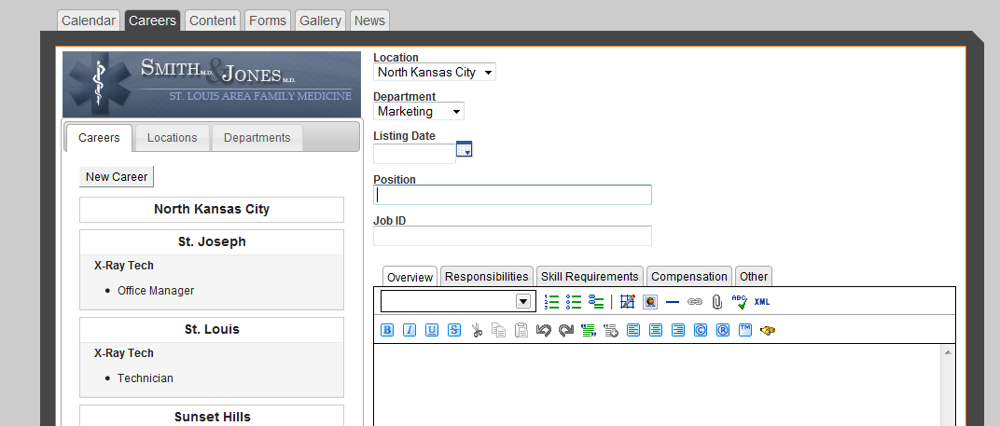 Calendar Careers Content Forms Gallery News
SMITH M.D. & JONES M.D.
ST. LOUIS AREA FAMILY MEDICINE
Careers Locations Departments
New Career
North Kansas City
St. Joseph
X-Ray Tech
Office Manager
St. Louis
X-Ray Tech
Technician
Sunset Hills
Location
North Kansas City
Department
Marketing
Listing Date
Position
Job ID
Overview Responsibilities Skill Requirements Compensation Other
ABC XML
B I U S © ® ™